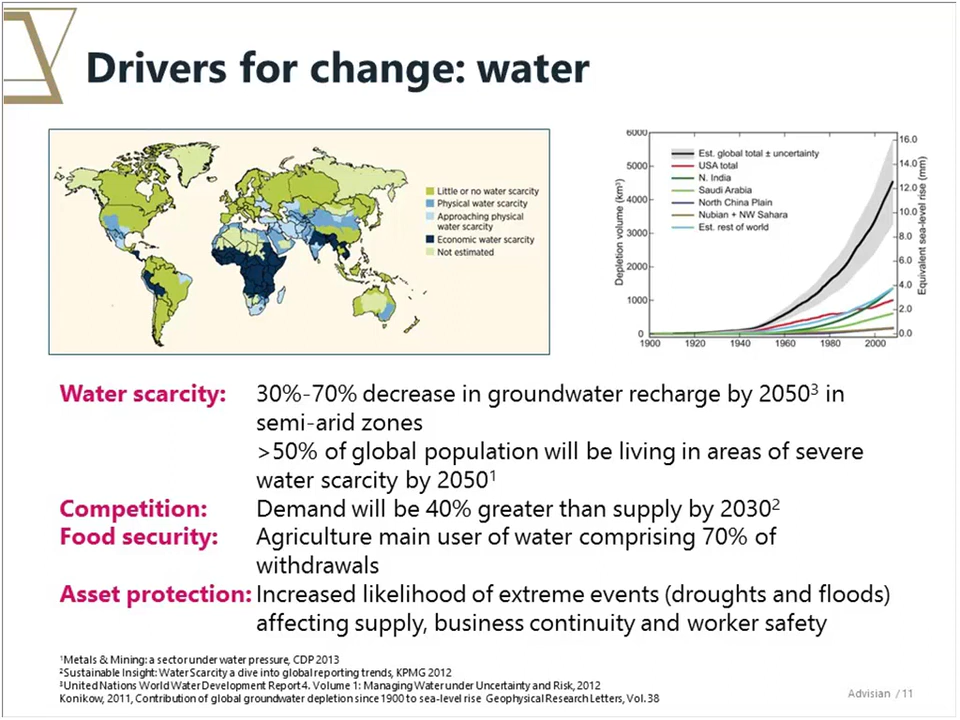 Drivers for change: water
Little or no water scarcity
Physical water scarcity
Approaching physical
water scarcity
Economic water scarcity
Not estimated
Depletion volume (km³)
6000
5000
4000
3000
2000
1000
0
Est. global total ± uncertainty
USA total
N. India
Saudi Arabia
North China Plain
Nubian + NW Sahara
Est. rest of world
1900 1920 1940 1960 1980 2000
16.0
14.0
12.0
10.0
8.0
6.0
4.0
2.0
0.0
Equivalent sea-level rise (mm)
Water scarcity: 30%-70% decrease in groundwater recharge by 2050³ in
semi-arid zones
>50% of global population will be living in areas of severe
water scarcity by 2050¹
Competition: Demand will be 40% greater than supply by 2030²
Food security: Agriculture main user of water comprising 70% of
withdrawals
Asset protection: Increased likelihood of extreme events (droughts and floods)
affecting supply, business continuity and worker safety
¹Metals & Mining: a sector under water pressure, CDP 2013
²Sustainable Insight: Water Scarcity a dive into global reporting trends, KPMG 2012
³United Nations World Water Development Report 4. Volume 1: Managing Water under Uncertainty and Risk, 2012
Konikow, 2011, Contribution of global groundwater depletion since 1900 to sea-level rise Geophysical Research Letters, Vol. 38
Advisian / 11